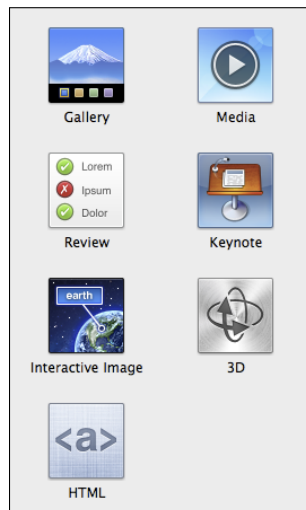 Gallery
Media
Lorem
Ipsum
Dolor
Review
Keynote
earth
Interactive Image
3D
<a>
HTML